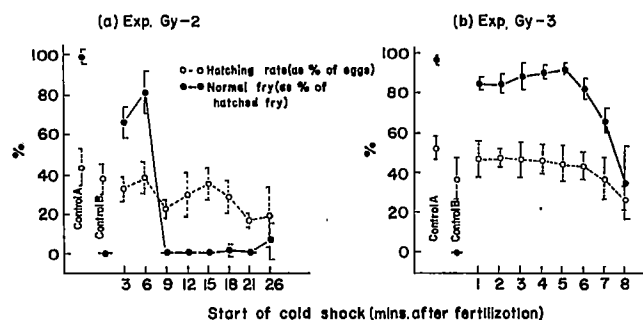 (a) Exp. Gy-2
(b) Exp, Gy-3
100
80
60
40
20
0
%
Control A
Control B
o--o Hatching rate (as % of eggs)
•--• Normal fry (as % of
hatched fry)
3 6 9 12 15 18 21 26
100
80
60
40
20
0
%
Control A
Control B
1 2 3 4 5 6 7 8
Start of cold shock (mins. after fertilization)